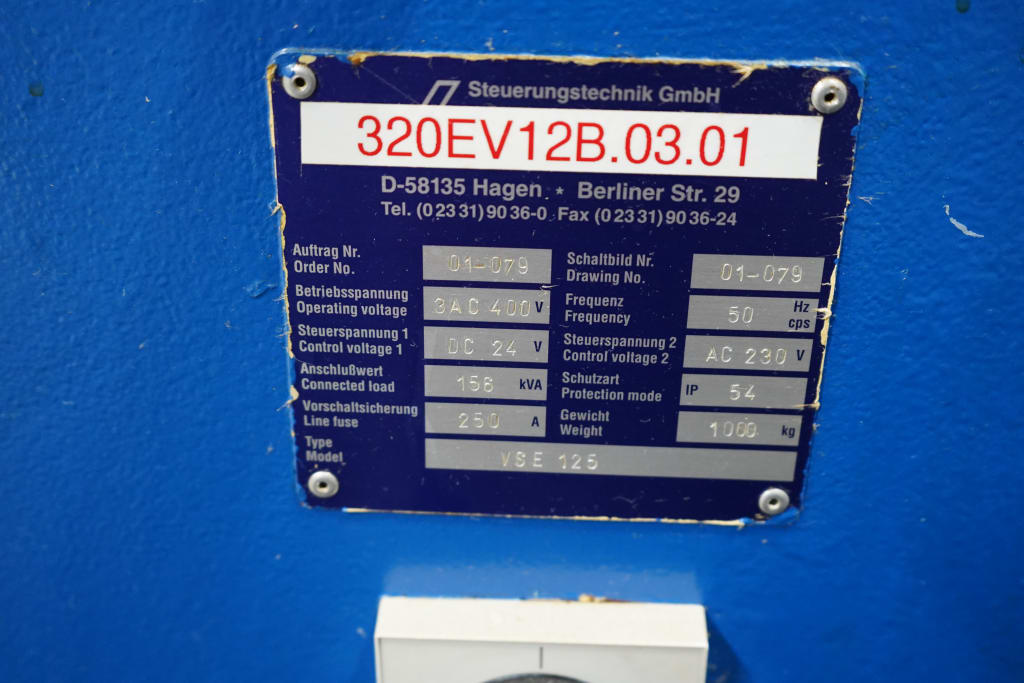 Steuerungstechnik GmbH
320EV12B.03.01
D-58135 Hagen * Berliner Str. 29
Tel. (0 23 31) 90 36-0 Fax (0 23 31) 90 36-24
Auftrag Nr.
Order No. 01-079
Schaltbild Nr.
Drawing No. 01-079
Betriebsspannung
Operating voltage 3AC 400 V
Frequenz
Frequency 50 Hz
cps
Steuerspannung 1
Control voltage 1 DC 24 V
Steuerspannung 2
Control voltage 2 AC 230 V
Anschlußwert
Connected load 156 kVA
Schutzart
Protection mode IP 54
Vorschaltsicherung
Line fuse 250 A
Gewicht
Weight 1000 kg
Type
Model VSE 125